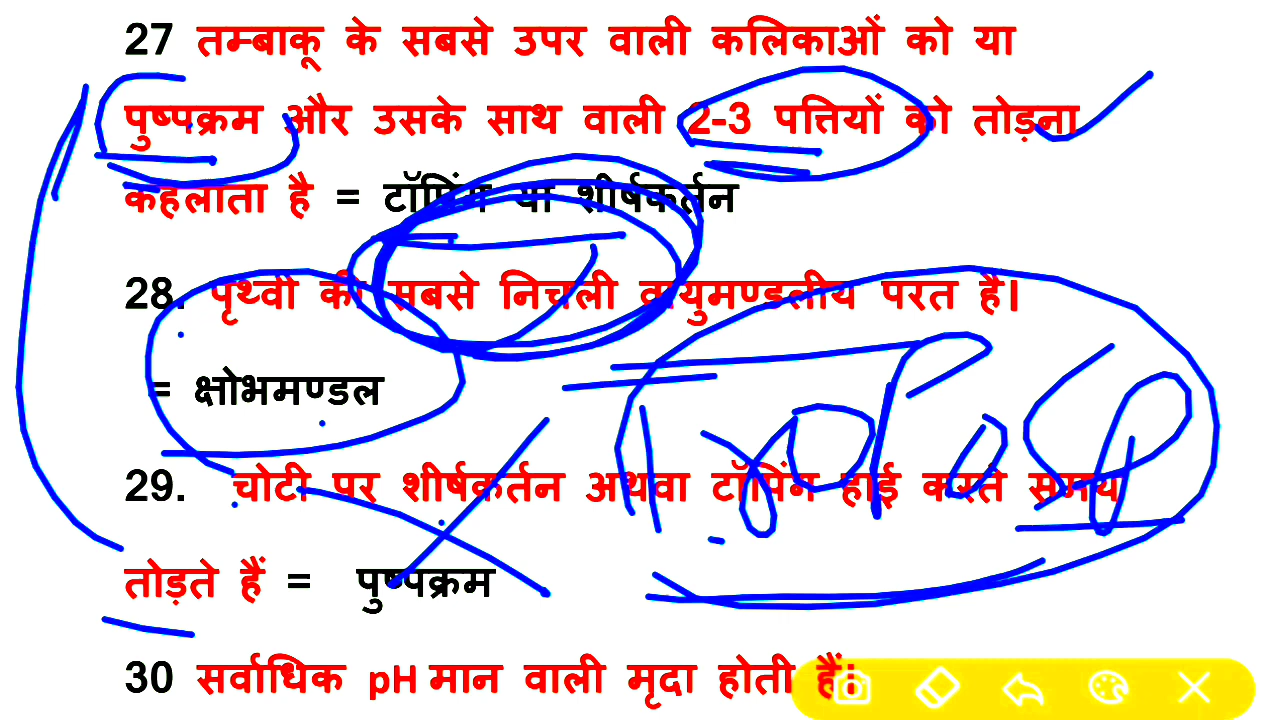 27 तम्बाकू के सबसे उपर वाली कलिकाओं को या
पुष्पक्रम और उसके साथ वाली 2-3 पत्तियों को तोड़ना
कहलाता है = टॉपिंग या शीर्षकर्तन
28. पृथ्वी की सबसे निचली वायुमण्डलीय परत है।
= क्षोभमण्डल
29. चोटी पर शीर्षकर्तन अथवा टॉपिंग हाई करते समय
तोड़ते हैं = पुष्पक्रम
30 सर्वाधिक pH मान वाली मृदा होती हैं।